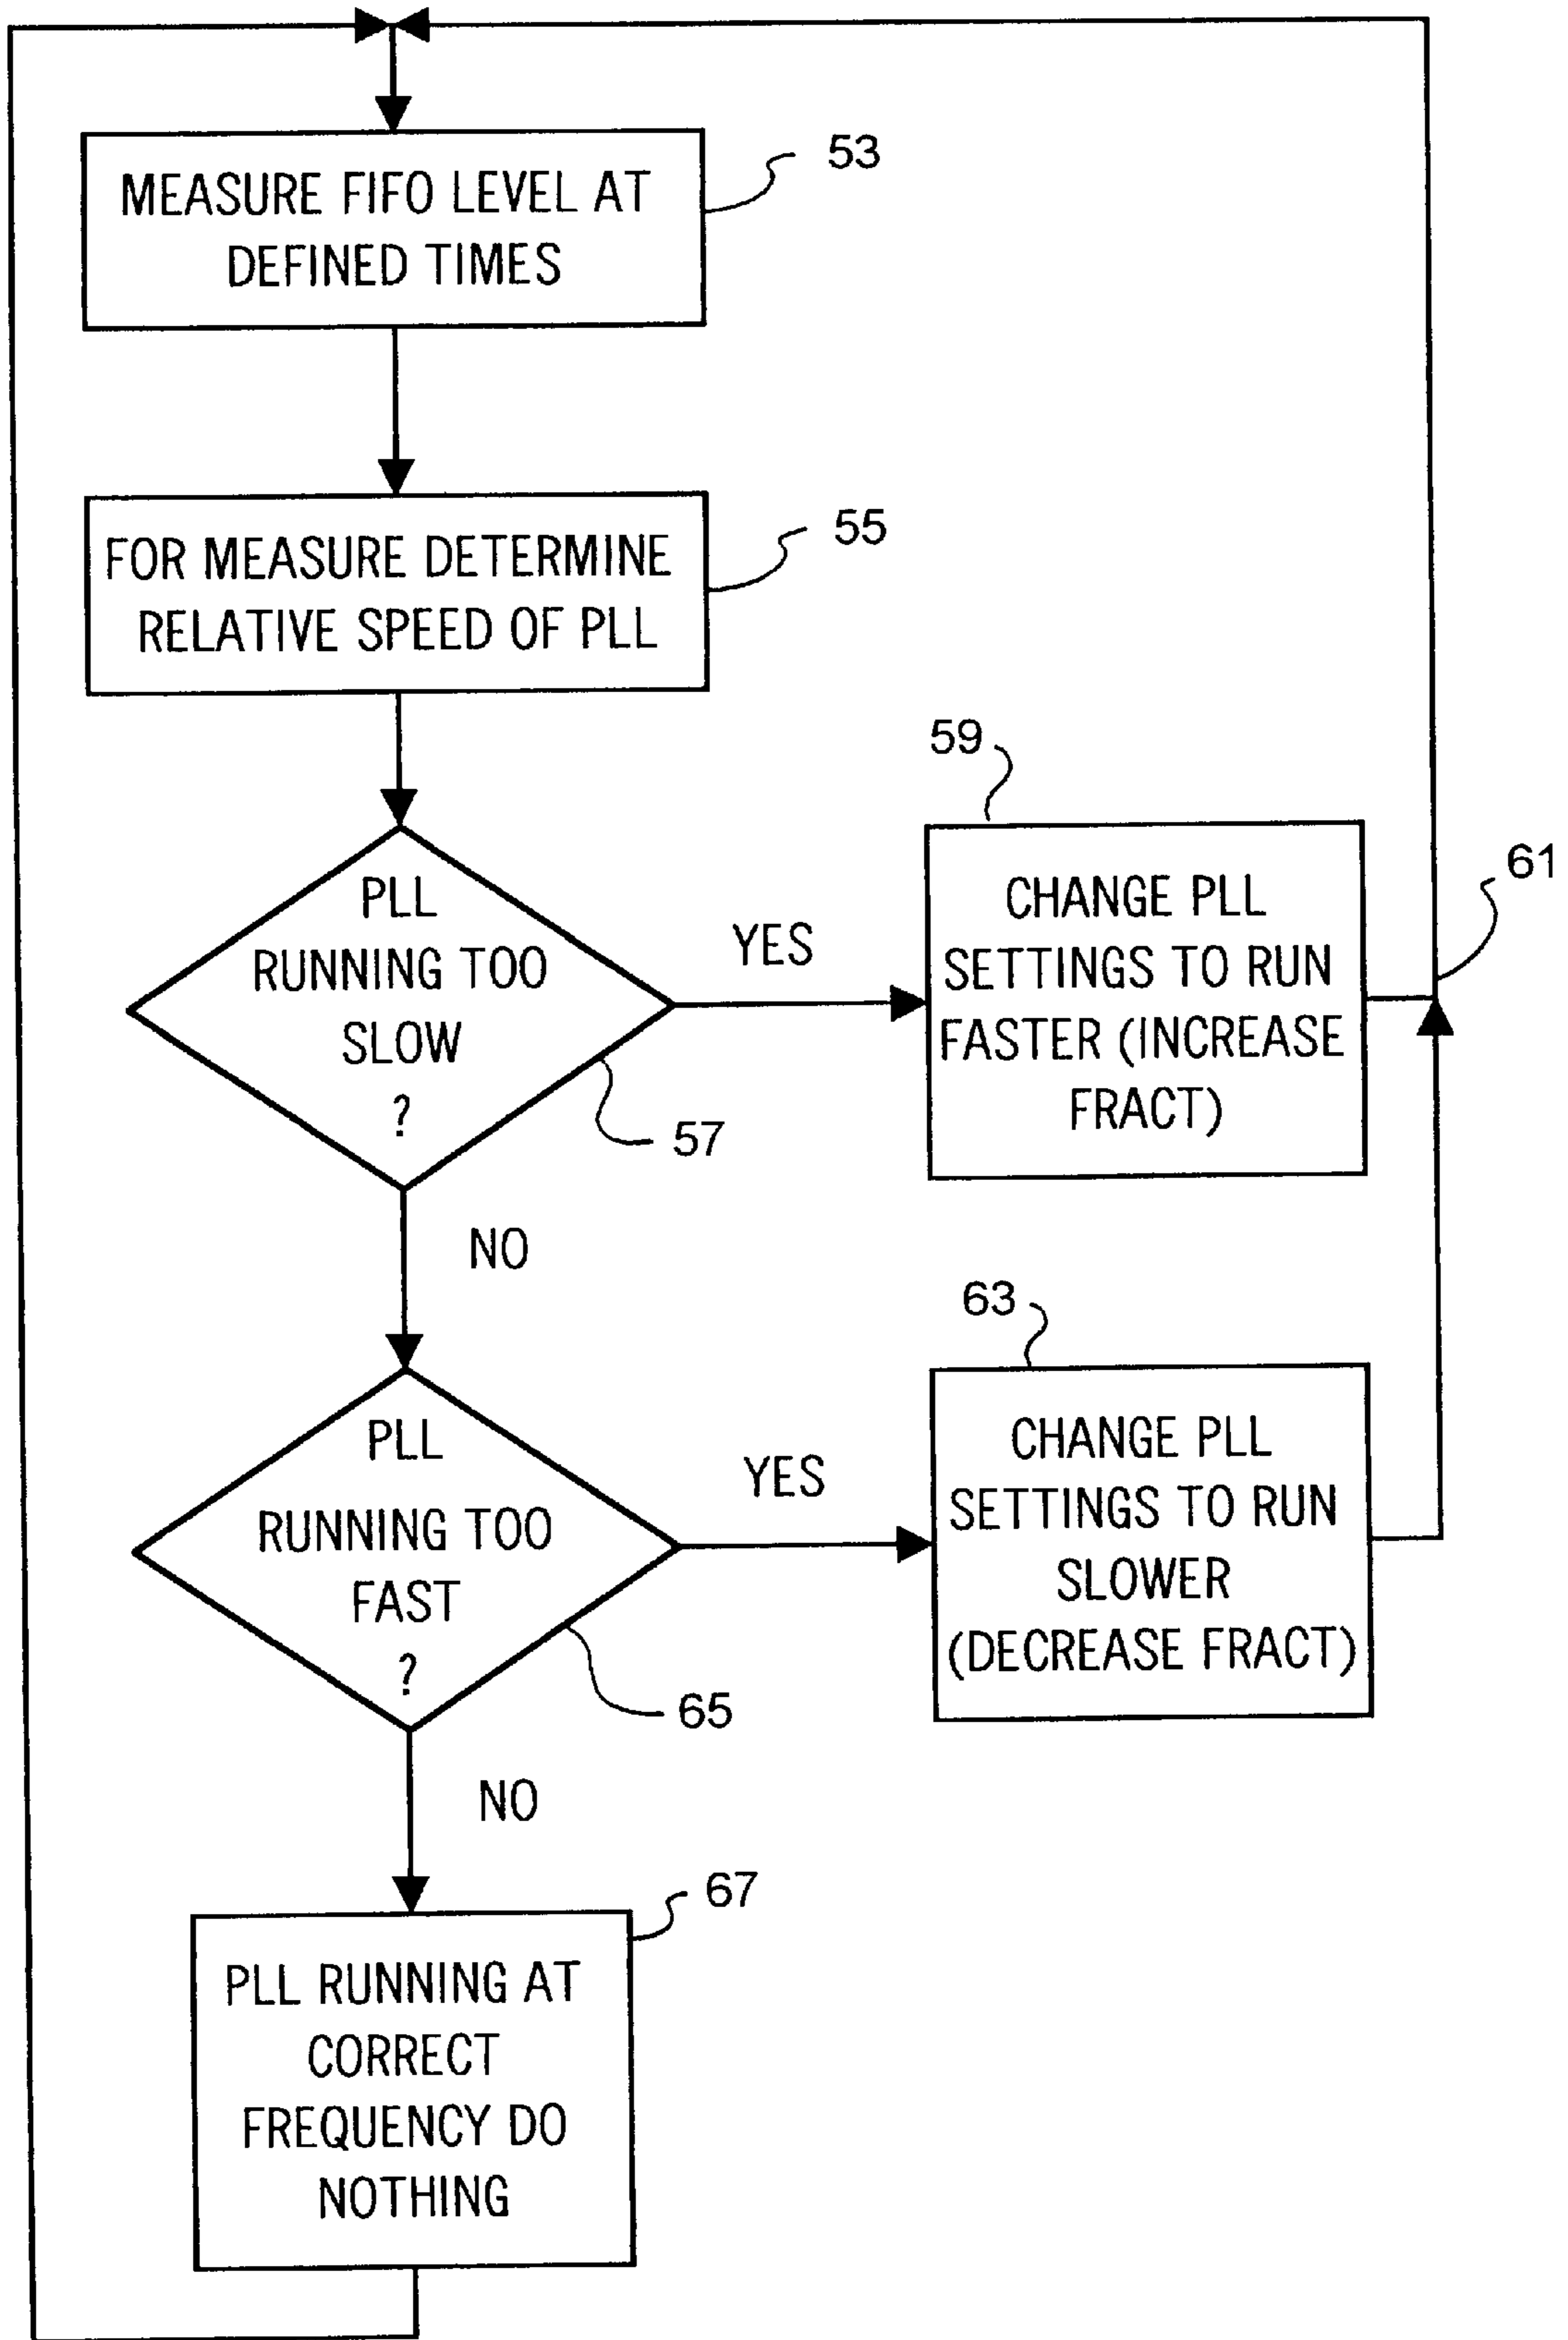 53
MEASURE FIFO LEVEL AT
DEFINED TIMES
55
FOR MEASURE DETERMINE
RELATIVE SPEED OF PLL
59
61
PLL
RUNNING TOO
SLOW
?
YES
CHANGE PLL
SETTINGS TO RUN
FASTER (INCREASE
FRACT)
57
NO
63
PLL
RUNNING TOO
FAST
?
YES
CHANGE PLL
SETTINGS TO RUN
SLOWER
(DECREASE FRACT)
65
NO
67
PLL RUNNING AT
CORRECT
FREQUENCY DO
NOTHING